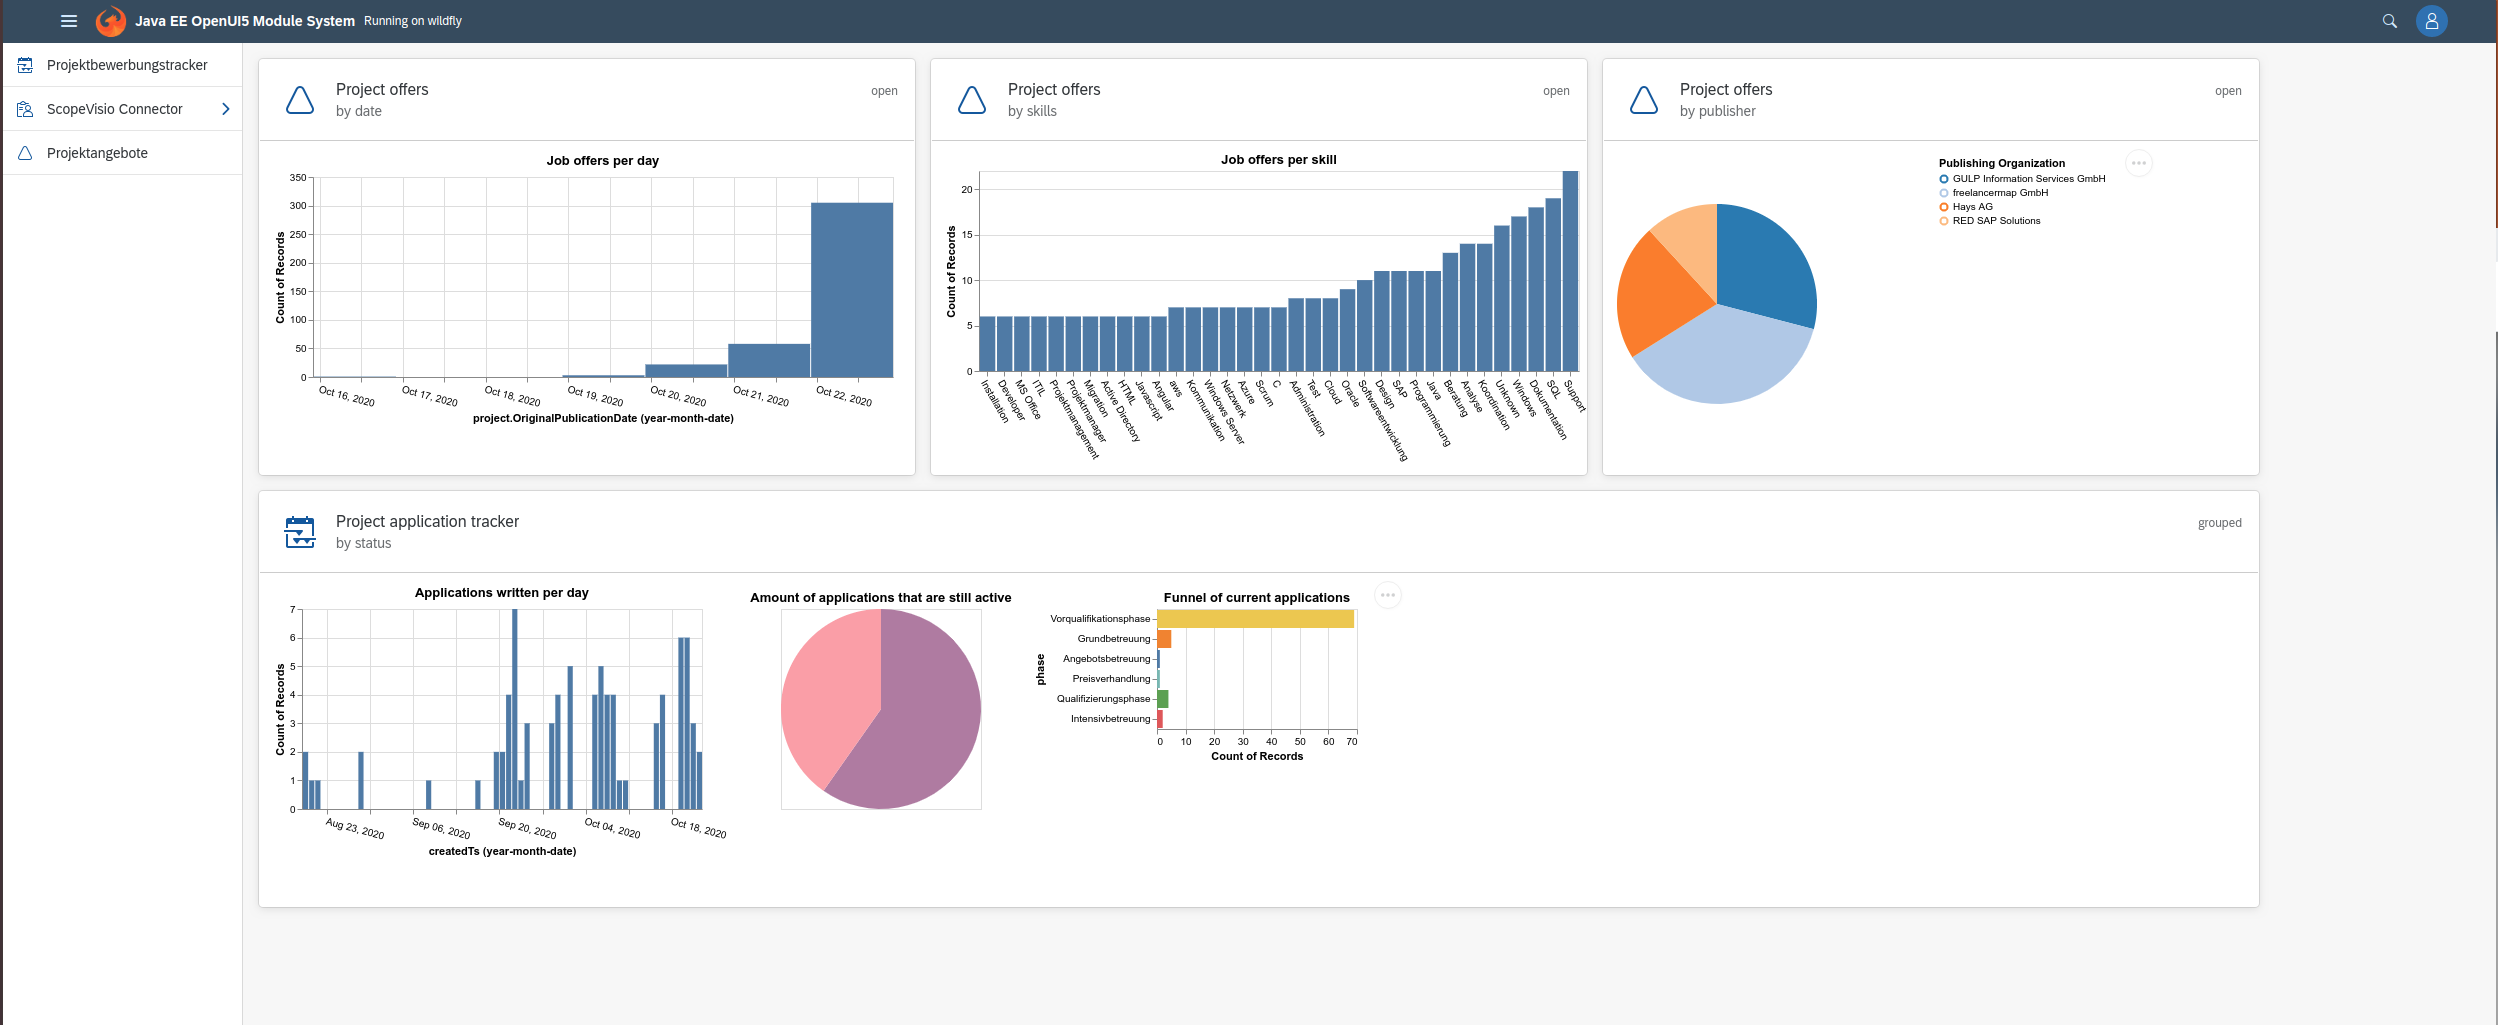 Java EE OpenUI5 Module System Running on wildfly
Projektbewerbungstracker
ScopeVisio Connector
Projektangebote
Project offers
by date
open
Job offers per day
Count of Records
350
300
250
200
150
100
50
0
Oct 16, 2020 Oct 17, 2020 Oct 18, 2020 Oct 19, 2020 Oct 20, 2020 Oct 21, 2020 Oct 22, 2020
project.OriginalPublicationDate (year-month-date)
Project offers
by skills
open
Job offers per skill
Count of Records
20
15
10
5
0
Installation
Developer
MS Office
ITIL
Projektmanagement
Projektmanager
Migration
Active Directory
HTML
Javascript
Angular
aws
Kommunikation
Windows Server
Netzwerk
Azure
Scrum
C
Administration
Test
Cloud
Oracle
Softwareentwicklung
Design
SAP
Programmierung
Java
Beratung
Analyse
Koordination
Unknown
Windows
Dokumentation
SQL
Support
Project offers
by publisher
open
Publishing Organization
GULP Information Services GmbH
freelancermap GmbH
Hays AG
RED SAP Solutions
Project application tracker
by status
grouped
Applications written per day
Count of Records
7
6
5
4
3
2
1
0
Aug 23, 2020 Sep 06, 2020 Sep 20, 2020 Oct 04, 2020 Oct 18, 2020
createdTs (year-month-date)
Amount of applications that are still active
Funnel of current applications
phase
Vorqualifikationsphase
Grundbetreuung
Angebotsbetreuung
Preisverhandlung
Qualifizierungsphase
Intensivbetreuung
0 10 20 30 40 50 60 70
Count of Records